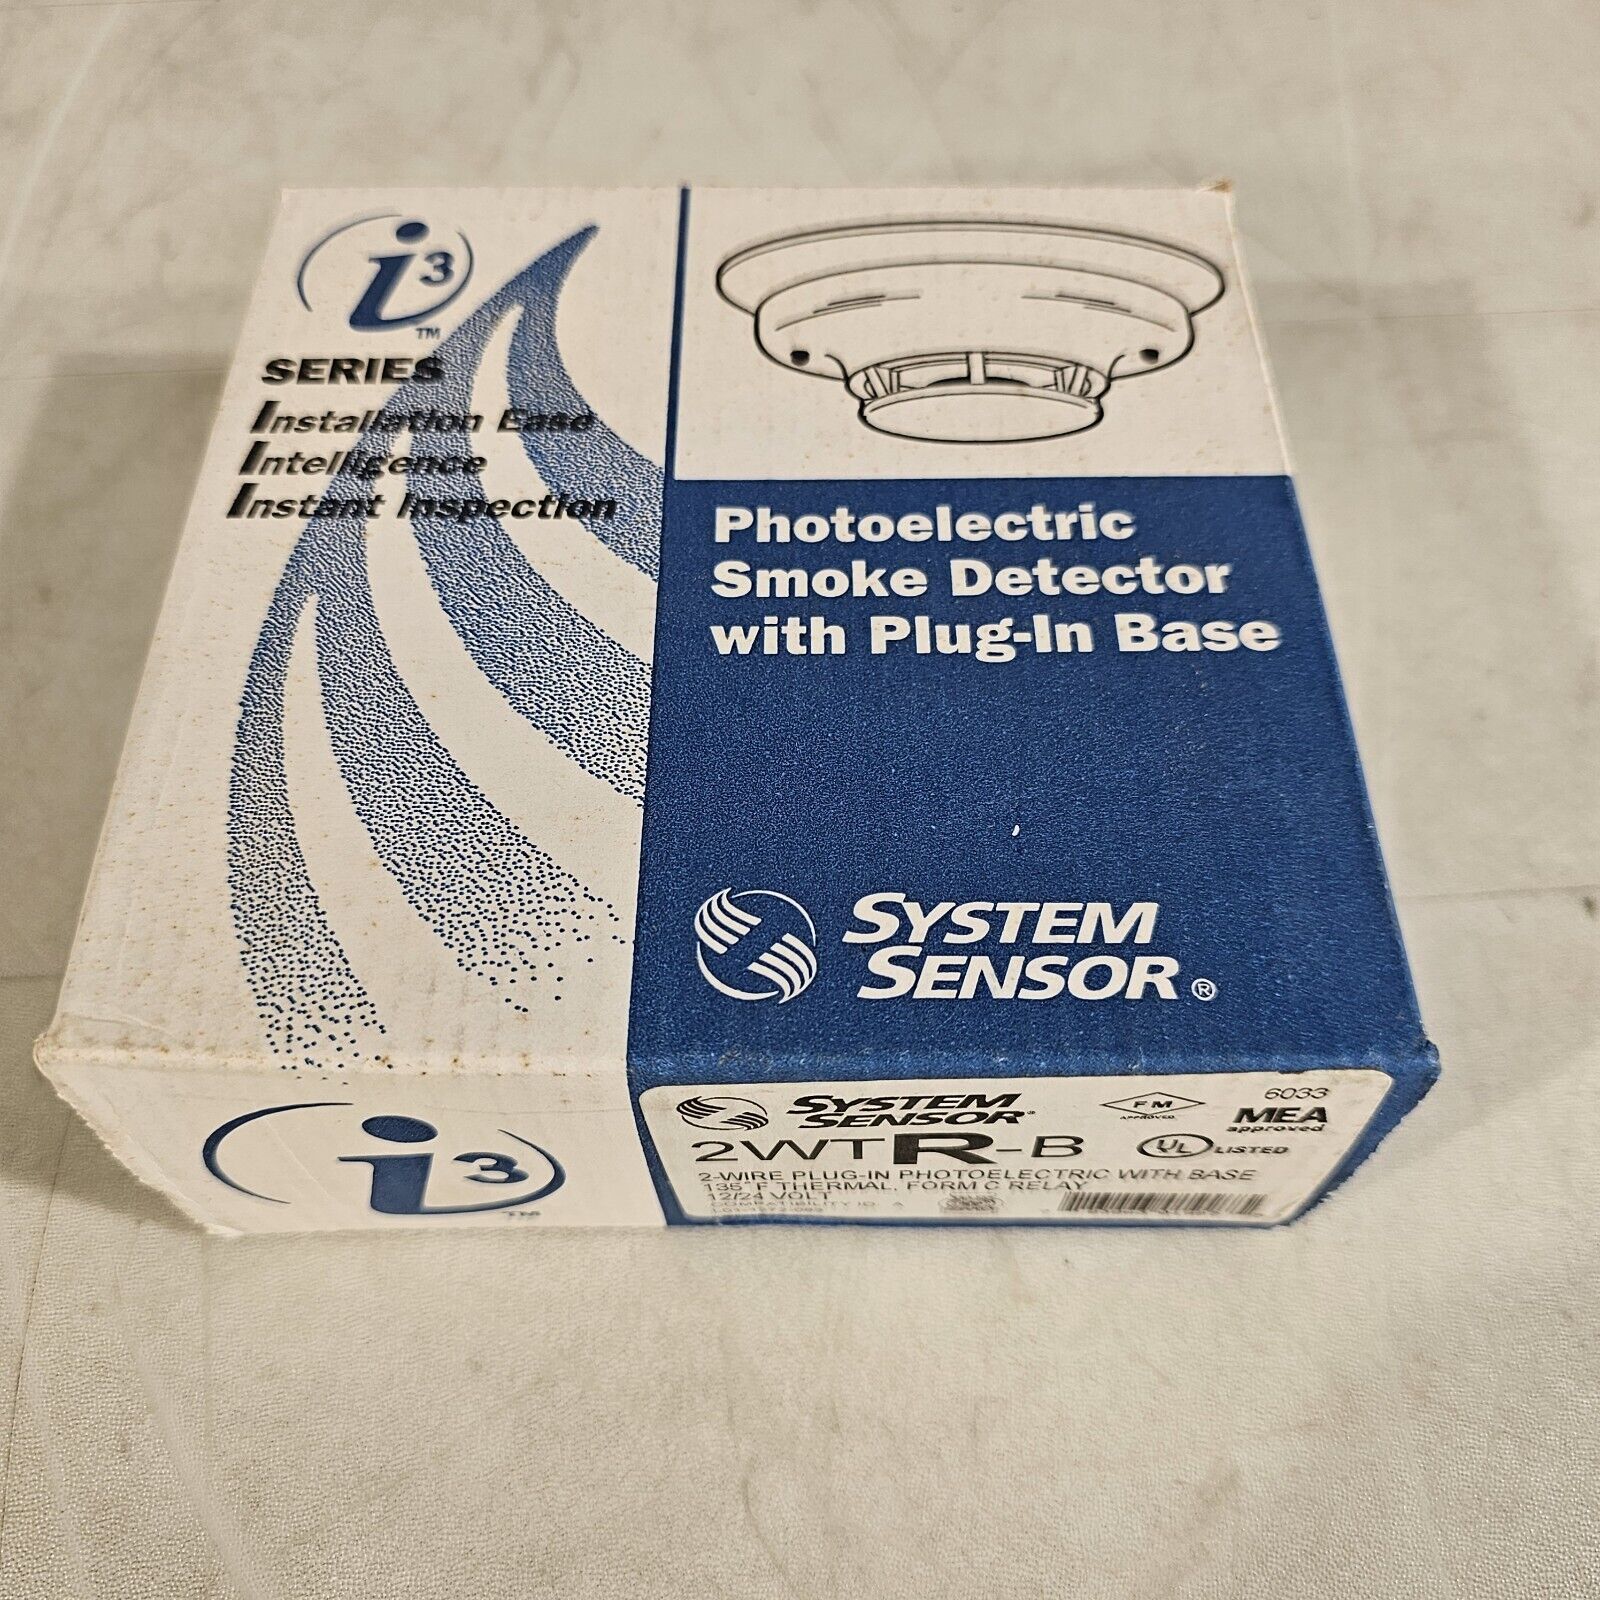 i3
™
SERIES
Installation Ease
Intelligence
Instant Inspection
Photoelectric
Smoke Detector
with Plug-In Base
SYSTEM
SENSOR®
i3
™
SYSTEM
SENSOR
FM
APPROVED
6033
MEA
approved
2WTR-B
UL LISTED
2-WIRE PLUG-IN PHOTOELECTRIC WITH BASE
135°F THERMAL, FORM C RELAY
12/24 VOLT
COMPATIBILITY ID A